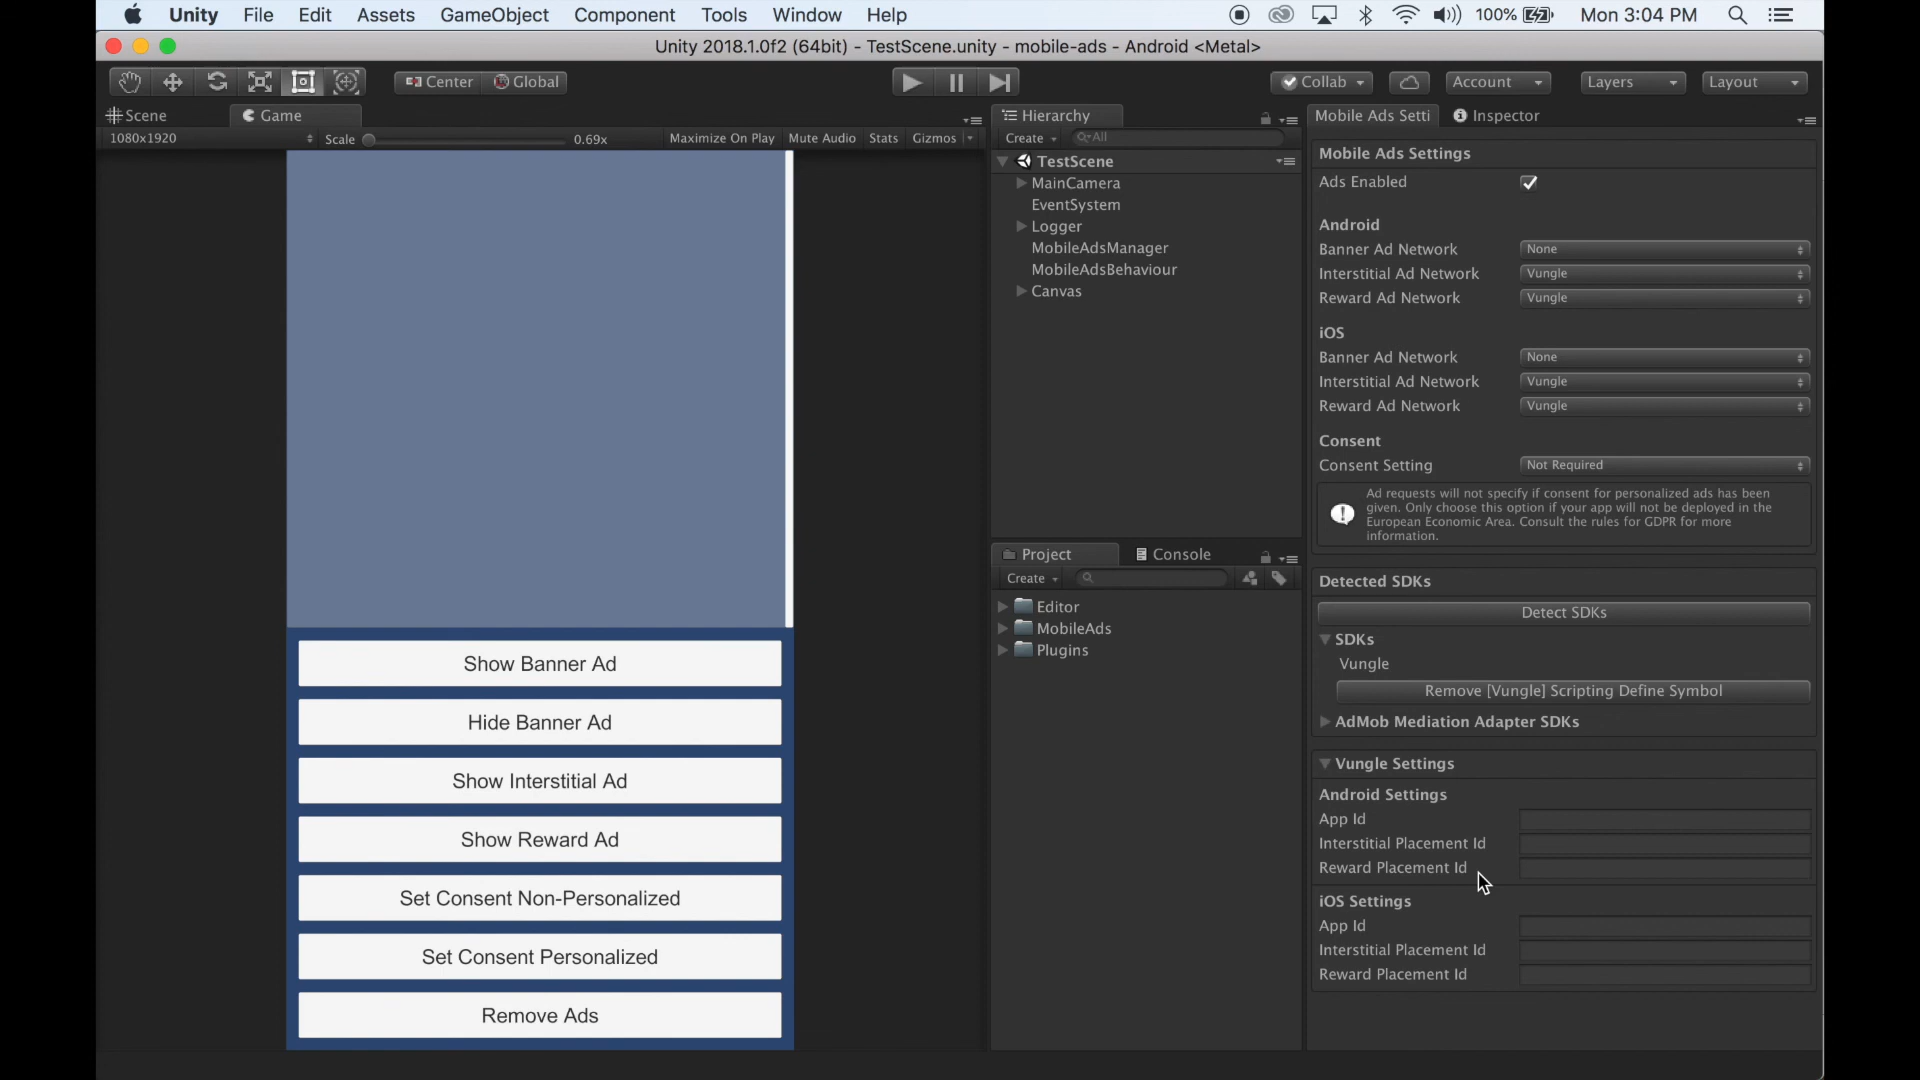 Unity File Edit Assets GameObject Component Tools Window Help 100% Mon 3:04 PM
Unity 2018.1.0f2 (64bit) - TestScene.unity - mobile-ads - Android <Metal>
Center Global Collab Account Layers Layout
Scene Game
1080x1920 Scale 0.69x Maximize On Play Mute Audio Stats Gizmos
Show Banner Ad
Hide Banner Ad
Show Interstitial Ad
Show Reward Ad
Set Consent Non-Personalized
Set Consent Personalized
Remove Ads
Hierarchy
Create All
TestScene
MainCamera
EventSystem
Logger
MobileAdsManager
MobileAdsBehaviour
Canvas
Project Console
Create
Editor
MobileAds
Plugins
Mobile Ads Setti Inspector
Mobile Ads Settings
Ads Enabled
Android
Banner Ad Network None
Interstitial Ad Network Vungle
Reward Ad Network Vungle
iOS
Banner Ad Network None
Interstitial Ad Network Vungle
Reward Ad Network Vungle
Consent
Consent Setting Not Required
Ad requests will not specify if consent for personalized ads has been
given. Only choose this option if your app will not be deployed in the
European Economic Area. Consult the rules for GDPR for more
information.
Detected SDKs
Detect SDKs
SDKs
Vungle
Remove [Vungle] Scripting Define Symbol
AdMob Mediation Adapter SDKs
Vungle Settings
Android Settings
App Id
Interstitial Placement Id
Reward Placement Id
iOS Settings
App Id
Interstitial Placement Id
Reward Placement Id